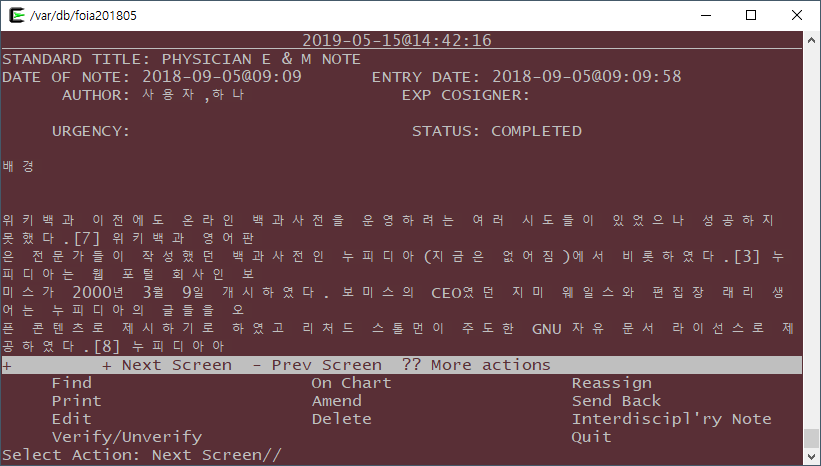 /var/db/foia201805
2019-05-15@14:42:16
STANDARD TITLE: PHYSICIAN E & M NOTE
DATE OF NOTE: 2018-09-05@09:09 ENTRY DATE: 2018-09-05@09:09:58
AUTHOR: 사용자,하나 EXP COSIGNER:
URGENCY: STATUS: COMPLETED
배경
위키백과 이전에도 온라인 백과사전을 운영하려는 여러 시도들이 있었으나 성공하지
못했다.[7] 위키백과 영어판
은 전문가들이 작성했던 백과사전인 누피디아(지금은 없어짐)에서 비롯하였다.[3] 누
피디아는 웹 포털 회사인 보
미스가 2000년 3월 9일 개시하였다. 보미스의 CEO였던 지미 웨일스와 편집장 래리 생
어는 누피디아의 글들을 오
픈 콘텐츠로 제시하기로 하였고 리처드 스톨먼이 주도한 GNU 자유 문서 라이선스로 제
공하였다.[8] 누피디아아
+ + Next Screen - Prev Screen ?? More actions
Find On Chart Reassign
Print Amend Send Back
Edit Delete Interdiscipl'ry Note
Verify/Unverify Quit
Select Action: Next Screen//